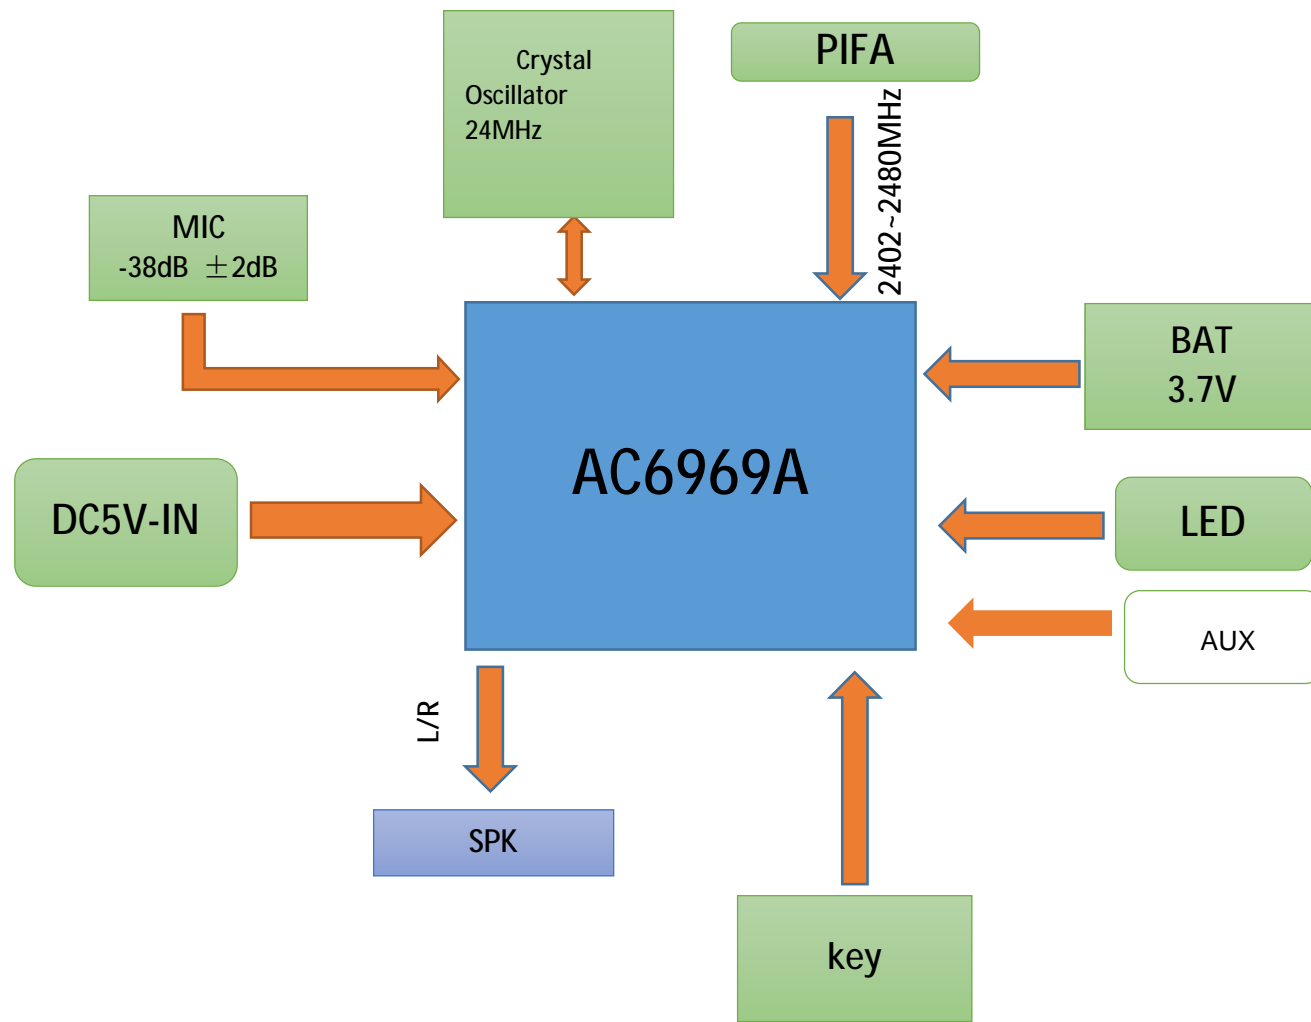 Crystal
Oscillator
24MHz
PIFA
2402~2480MHz
MIC
-38dB ±2dB
BAT
3.7V
AC6969A
DC5V-IN
LED
AUX
L/R
SPK
key